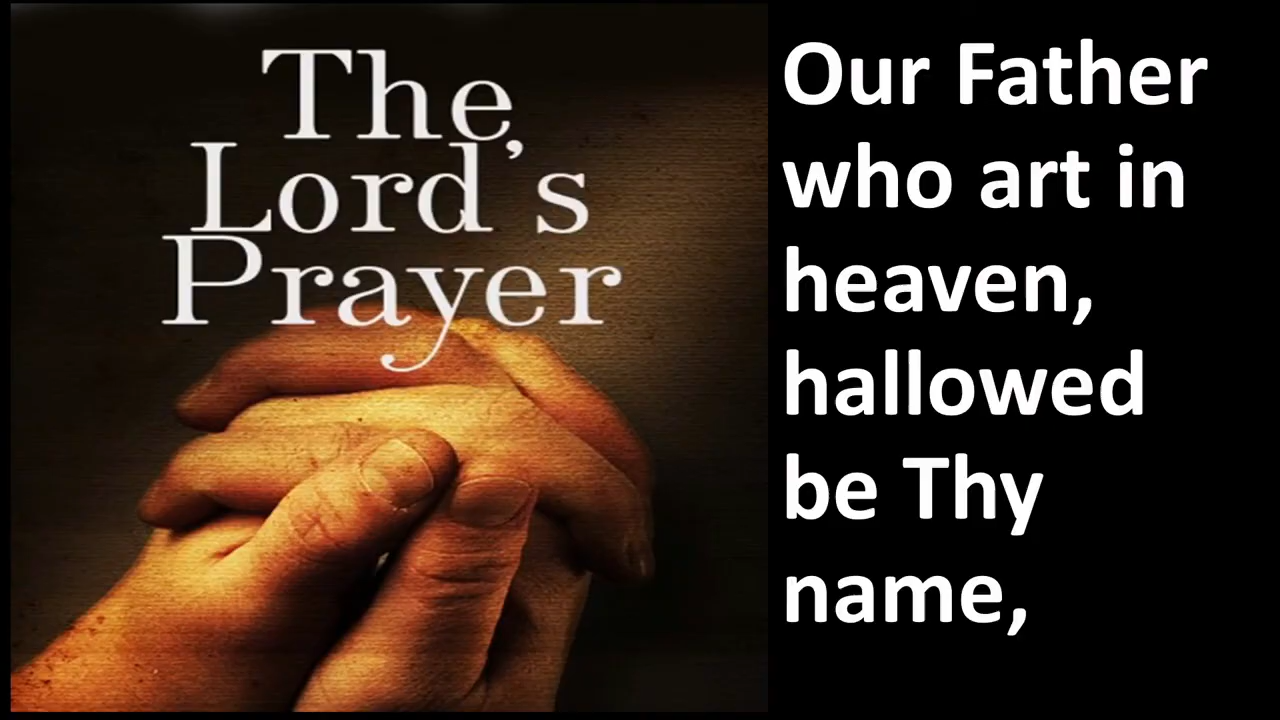 The
Lord's
Prayer
Our Father
who art in
heaven,
hallowed
be Thy
name,